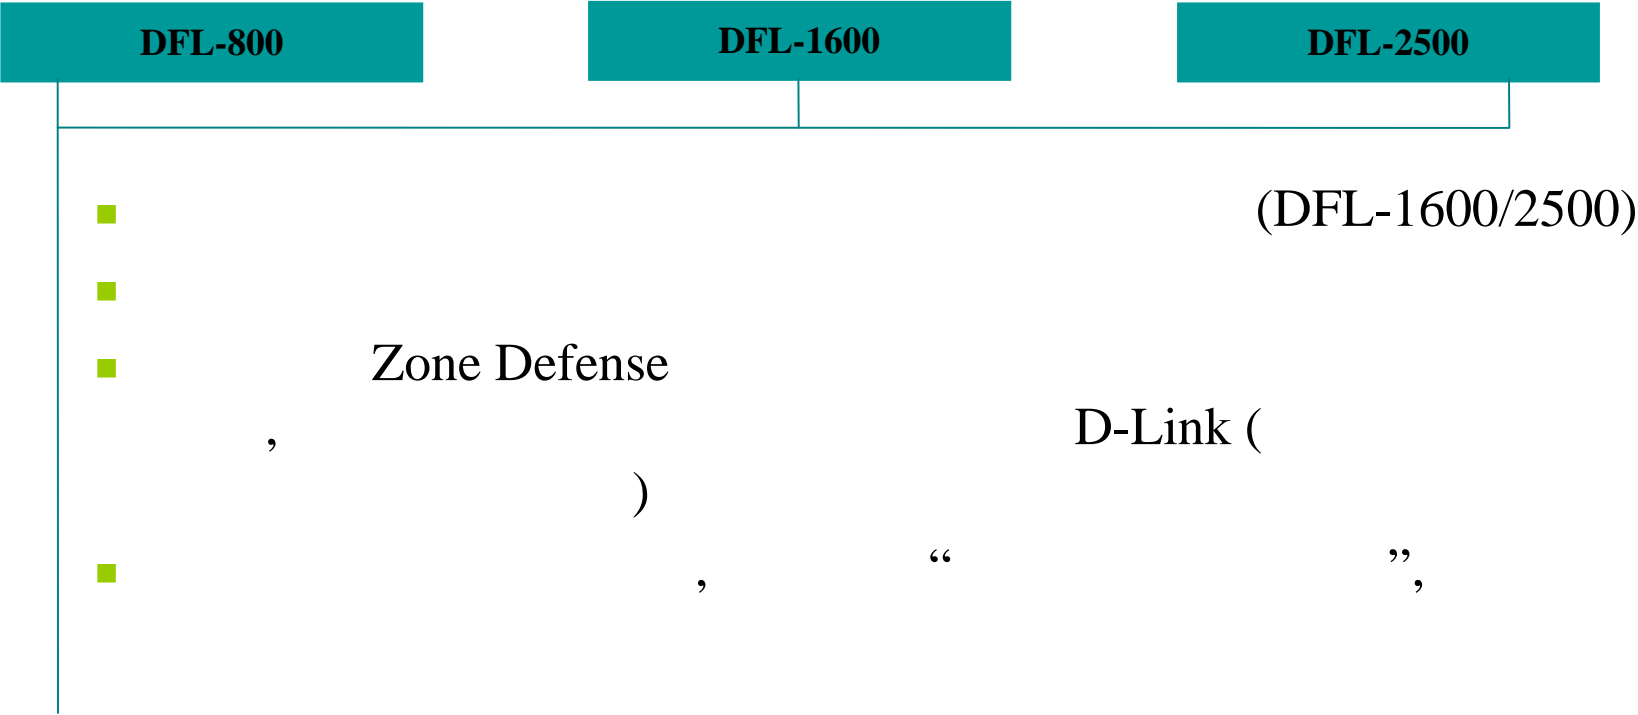 DFL-800 DFL-1600 DFL-2500
(DFL-1600/2500)
Zone Defense
, D-Link (
)
, “ ”,